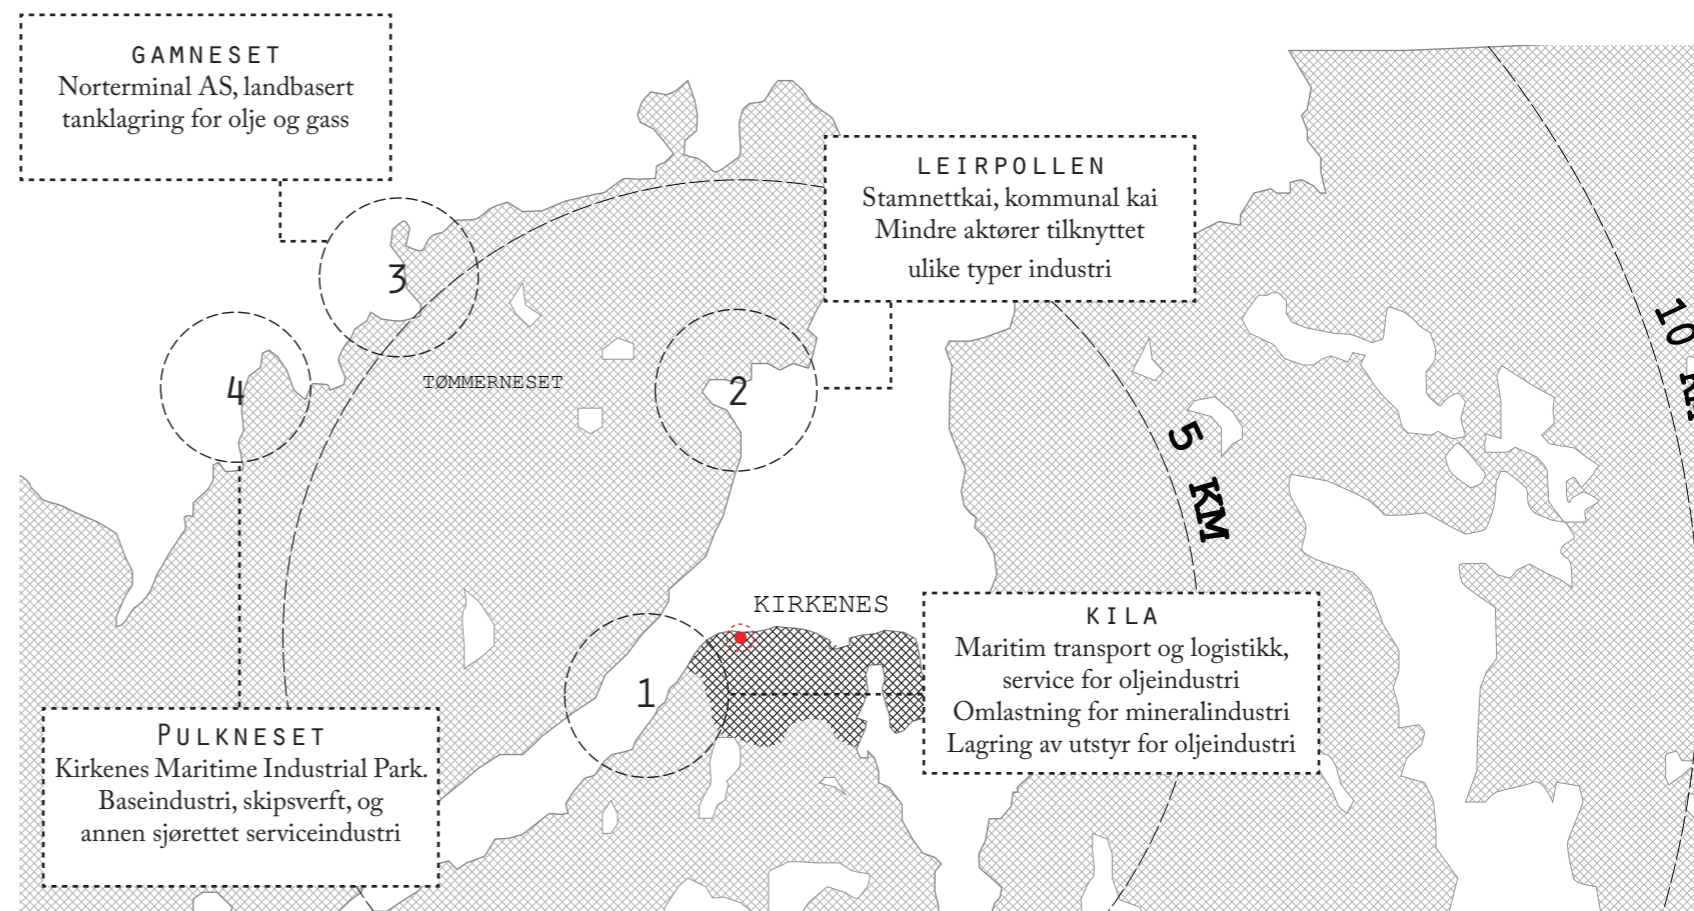 GAMNESET
Norterminal AS, landbasert
tanklagring for olje og gass
LEIRPOLLEN
Stamnettkai, kommunal kai
Mindre aktører tilknyttet
ulike typer industri
3
4
TØMMERNESET
2
10 KM
5 KM
KIRKENES
1
KILA
Maritim transport og logistikk,
service for oljeindustri
Omlastning for mineralindustri
Lagring av utstyr for oljeindustri
PULKNESET
Kirkenes Maritime Industrial Park.
Baseindustri, skipsverft, og
annen sjørettet serviceindustri